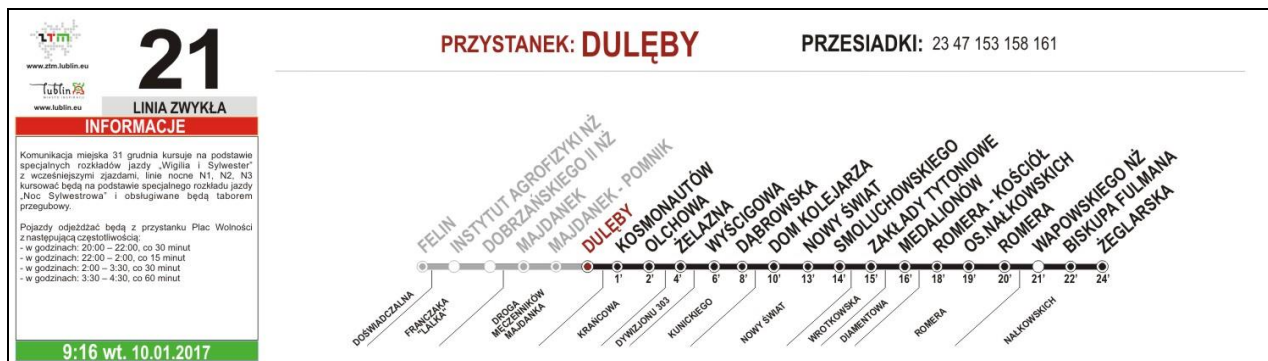 ztm
www.ztm.lublin.eu
lublin
www.lublin.eu
21
LINIA ZWYKŁA
INFORMACJE
Komunikacja miejska 31 grudnia kursuje na podstawie
specjalnych rozkładów jazdy „Wigilia i Sylwester"
z wcześniejszymi zjazdami, linie nocne N1, N2, N3
kursować będą na podstawie specjalnego rozkładu jazdy
„Noc Sylwestrowa" i obsługiwane będą taborem
przegubowy.
Pojazdy odjeżdżać będą z przystanku Plac Wolności
z następującą częstotliwością:
- w godzinach: 20:00 – 22:00, co 30 minut
- w godzinach: 22:00 – 2:00, co 15 minut
- w godzinach: 2:00 – 3:30, co 30 minut
- w godzinach: 3:30 – 4:30, co 60 minut
9:16 wt. 10.01.2017
PRZYSTANEK: DULĘBY
PRZESIADKI: 23 47 153 158 161
FELIN
INSTYTUT AGROFIZYKI NŻ
DOBRZAŃSKIEGO II NŻ
MAJDANEK
MAJDANEK - POMNIK
DULĘBY
KOSMONAUTÓW
OLCHOWA
ŻELAZNA
WYŚCIGOWA
DĄBROWSKA
DOM KOLEJARZA
NOWY ŚWIAT
SMOLUCHOWSKIEGO
ZAKŁADY TYTONIOWE
MEDALIONÓW
ROMERA - KOŚCIÓŁ
OS.NAŁKOWSKICH
ROMERA
WAPOWSKIEGO NŻ
BISKUPA FULMANA
ŻEGLARSKA
1' 2' 4' 6' 8' 10' 13' 14' 15' 16' 18' 19' 20' 21' 22' 24'
DOŚWIADCZALNA
FRANCZAKA
"LALKA"
DROGA
MĘCZENNIKÓW
MAJDANKA
KRAŃCOWA
DYWIZJONU 303
KUNICKIEGO
NOWY ŚWIAT
WROTKOWSKA
DIAMENTOWA
ROMERA
NAŁKOWSKICH